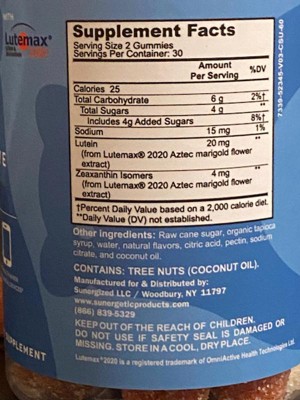 Lutemax
Supplement Facts
Serving Size 2 Gummies
Servings Per Container: 30
Amount
Per Serving %DV
Calories 25
Total Carbohydrate 6 g 2%†
Total Sugars 4 g **
Includes 4g Added Sugars 8%†
Sodium 15 mg 1%
Lutein 20 mg **
(from Lutemax® 2020 Aztec marigold flower
extract)
Zeaxanthin Isomers 4 mg **
(from Lutemax® 2020 Aztec marigold flower
extract)
†Percent Daily Value based on a 2,000 calorie diet.
**Daily Value (DV) not established.
Other ingredients: Raw cane sugar, organic tapioca
syrup, water, natural flavors, citric acid, pectin, sodium
citrate, and coconut oil.
CONTAINS: TREE NUTS (COCONUT OIL).
Manufactured for & Distributed by:
Sunergized LLC / Woodbury, NY 11797
www.sunergeticproducts.com
(866) 839-5329
KEEP OUT OF THE REACH OF CHILDREN.
DO NOT USE IF SAFETY SEAL IS DAMAGED OR
MISSING. STORE IN A COOL, DRY PLACE.
Lutemax®2020 is a registered trademark of OmniActive Health Technologies Ltd.
7339-52345-V03-CSU-60